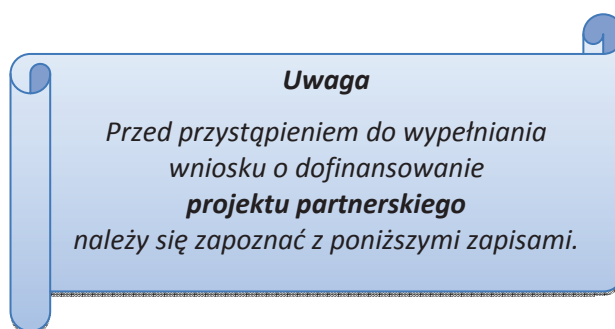 Uwaga
Przed przystąpieniem do wypełniania
wniosku o dofinansowanie
projektu partnerskiego
należy się zapoznać z poniższymi zapisami.